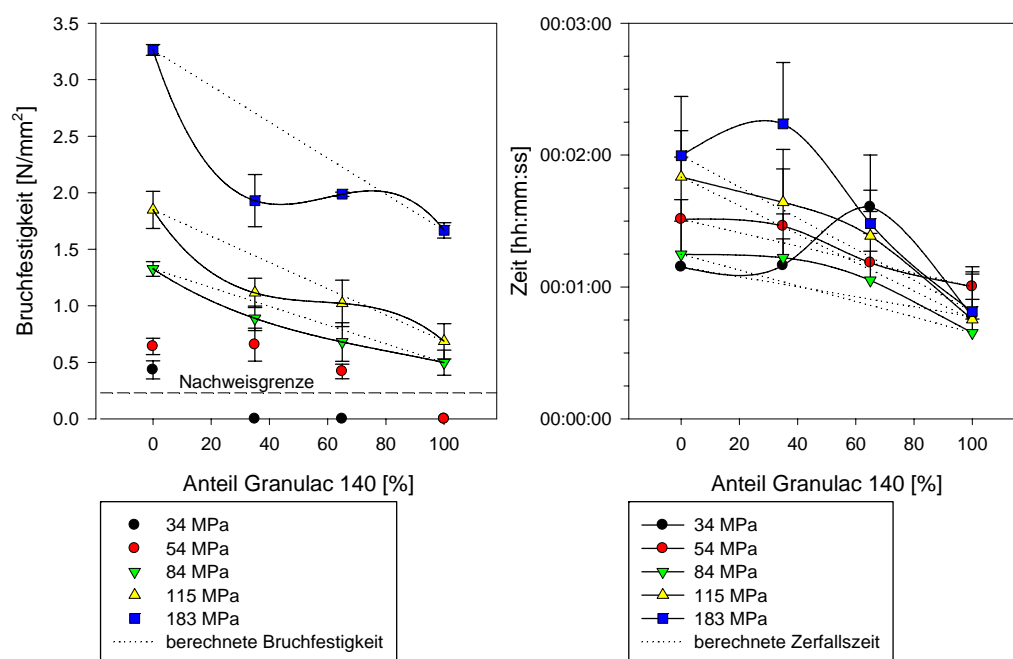 Bruchfestigkeit [N/mm²]
3.5
3.0
2.5
2.0
1.5
1.0
0.5
0.0
Nachweisgrenze
0 20 40 60 80 100
Anteil Granulac 140 [%]
34 MPa
54 MPa
84 MPa
115 MPa
183 MPa
berechnete Bruchfestigkeit
Zeit [hh:mm:ss]
00:03:00
00:02:00
00:01:00
00:00:00
0 20 40 60 80 100
Anteil Granulac 140 [%]
34 MPa
54 MPa
84 MPa
115 MPa
183 MPa
berechnete Zerfallszeit